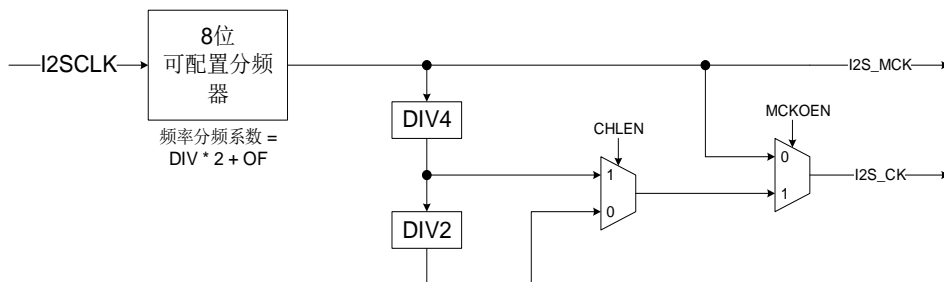 I2SCLK
8位
可配置分频
器
频率分频系数 =
DIV * 2 + OF
I2S_MCK
DIV4
CHLEN
MCKOEN
1
0
0
1
I2S_CK
DIV2